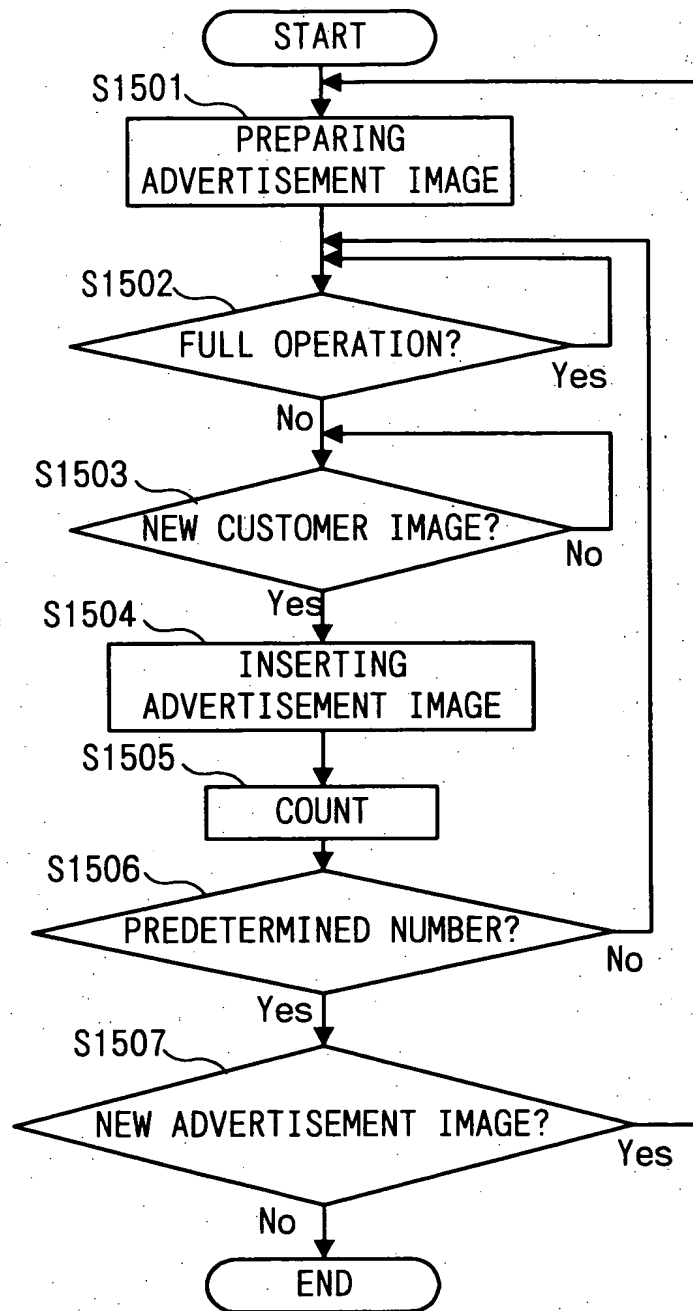 START
S1501
PREPARING
ADVERTISEMENT IMAGE
S1502
FULL OPERATION?
Yes
No
S1503
NEW CUSTOMER IMAGE?
No
Yes
S1504
INSERTING
ADVERTISEMENT IMAGE
S1505
COUNT
S1506
PREDETERMINED NUMBER?
No
Yes
S1507
NEW ADVERTISEMENT IMAGE?
Yes
No
END